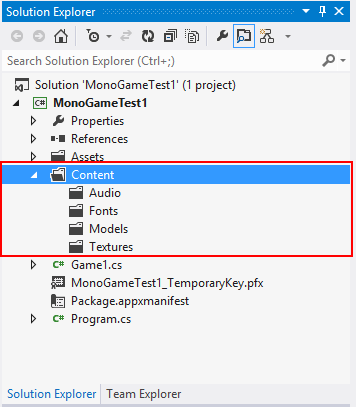 Solution Explorer
Search Solution Explorer (Ctrl+;)
Solution 'MonoGameTest1' (1 project)
C# MonoGameTest1
Properties
References
Assets
Content
Audio
Fonts
Models
Textures
C# Game1.cs
MonoGameTest1_TemporaryKey.pfx
Package.appxmanifest
C# Program.cs
Solution Explorer Team Explorer